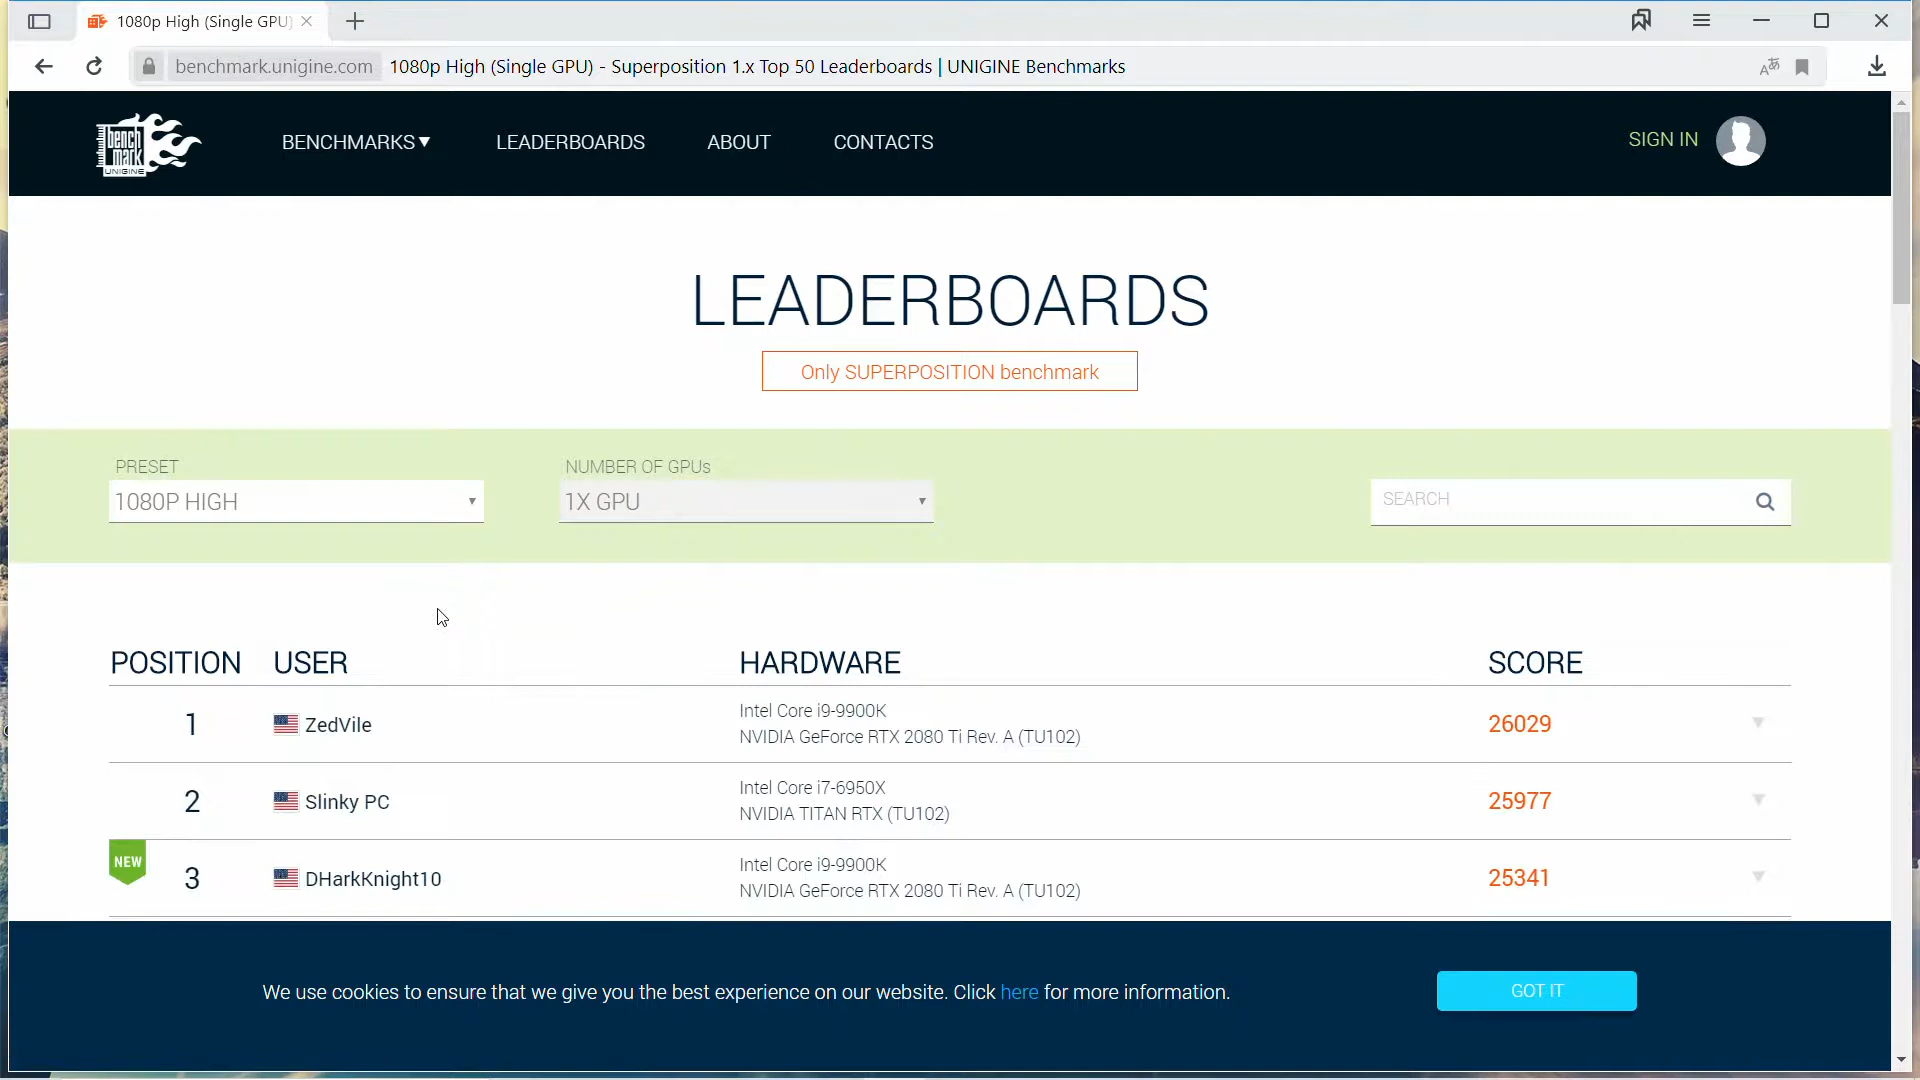 1080p High (Single GPU)
benchmark.unigine.com 1080p High (Single GPU) - Superposition 1.x Top 50 Leaderboards | UNIGINE Benchmarks
bench
mark
UNIGINE
BENCHMARKS▼ LEADERBOARDS ABOUT CONTACTS
SIGN IN
LEADERBOARDS
Only SUPERPOSITION benchmark
PRESET NUMBER OF GPUs
1080P HIGH 1X GPU SEARCH
POSITION USER HARDWARE SCORE
1 ZedVile Intel Core i9-9900K 26029
NVIDIA GeForce RTX 2080 Ti Rev. A (TU102)
2 Slinky PC Intel Core i7-6950X 25977
NVIDIA TITAN RTX (TU102)
NEW 3 DHarkKnight10 Intel Core i9-9900K 25341
NVIDIA GeForce RTX 2080 Ti Rev. A (TU102)
We use cookies to ensure that we give you the best experience on our website. Click here for more information. GOT IT